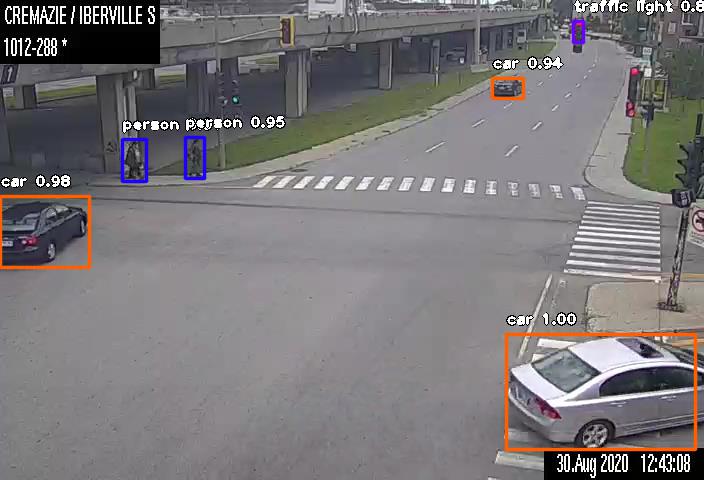 CREMAZIE / IBERVILLE S
1012-288 *
traffic light 0.8
car 0.94
person
person 0.95
car 0.98
car 1.00
30.Aug 2020 12:43:08